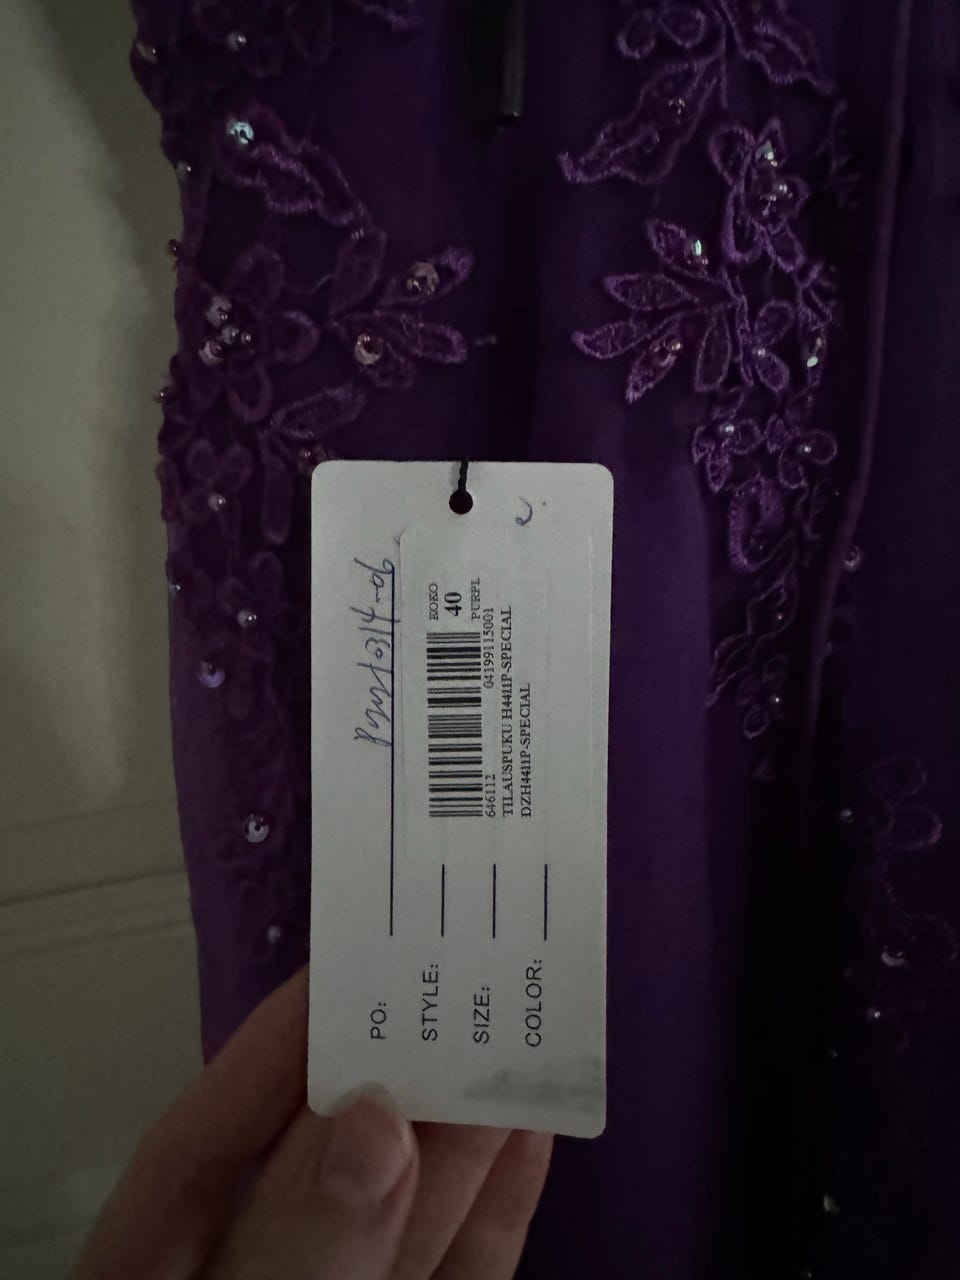 PO:
STYLE:
SIZE:
COLOR:
KOKO
40
PURPL
646112 04199115001
TILAUSPUKU H4411P-SPECIAL
DZH4411P-SPECIAL